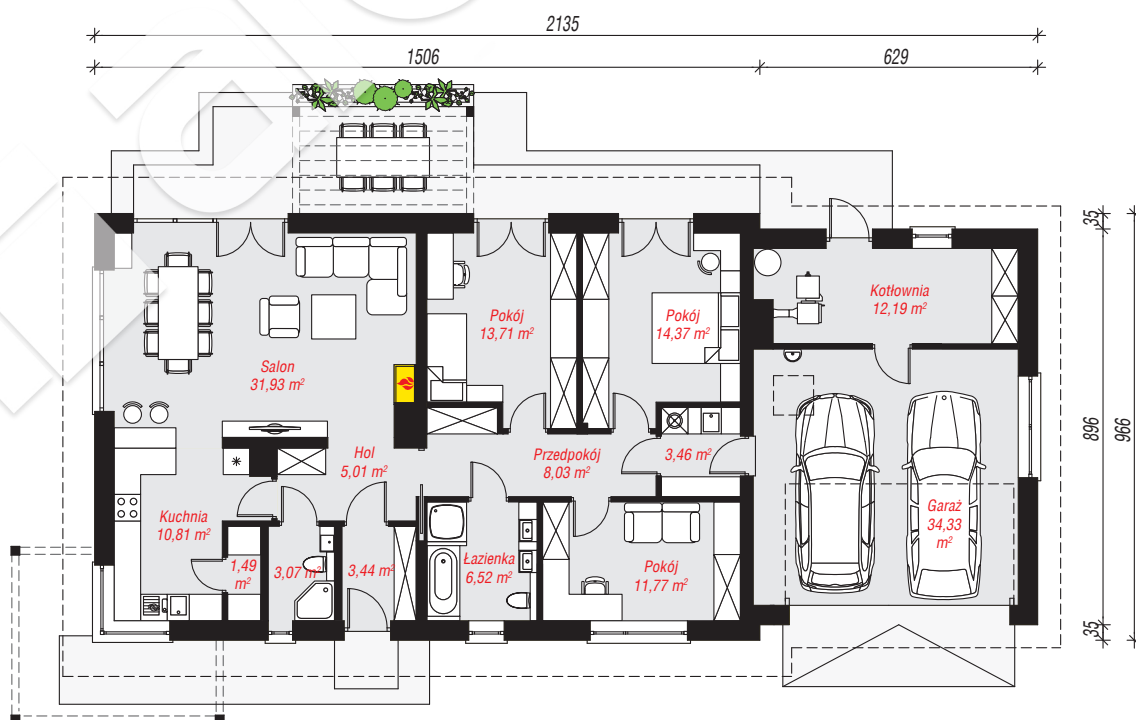 2135
1506
629
35
896
966
35
Kotłownia
12,19 m²
Pokój
13,71 m²
Pokój
14,37 m²
Salon
31,93 m²
Hol
5,01 m²
Przedpokój
8,03 m²
3,46 m²
Kuchnia
10,81 m²
1,49
m²
3,07 m²
3,44 m²
Łazienka
6,52 m²
Pokój
11,77 m²
Garaż
34,33
m²